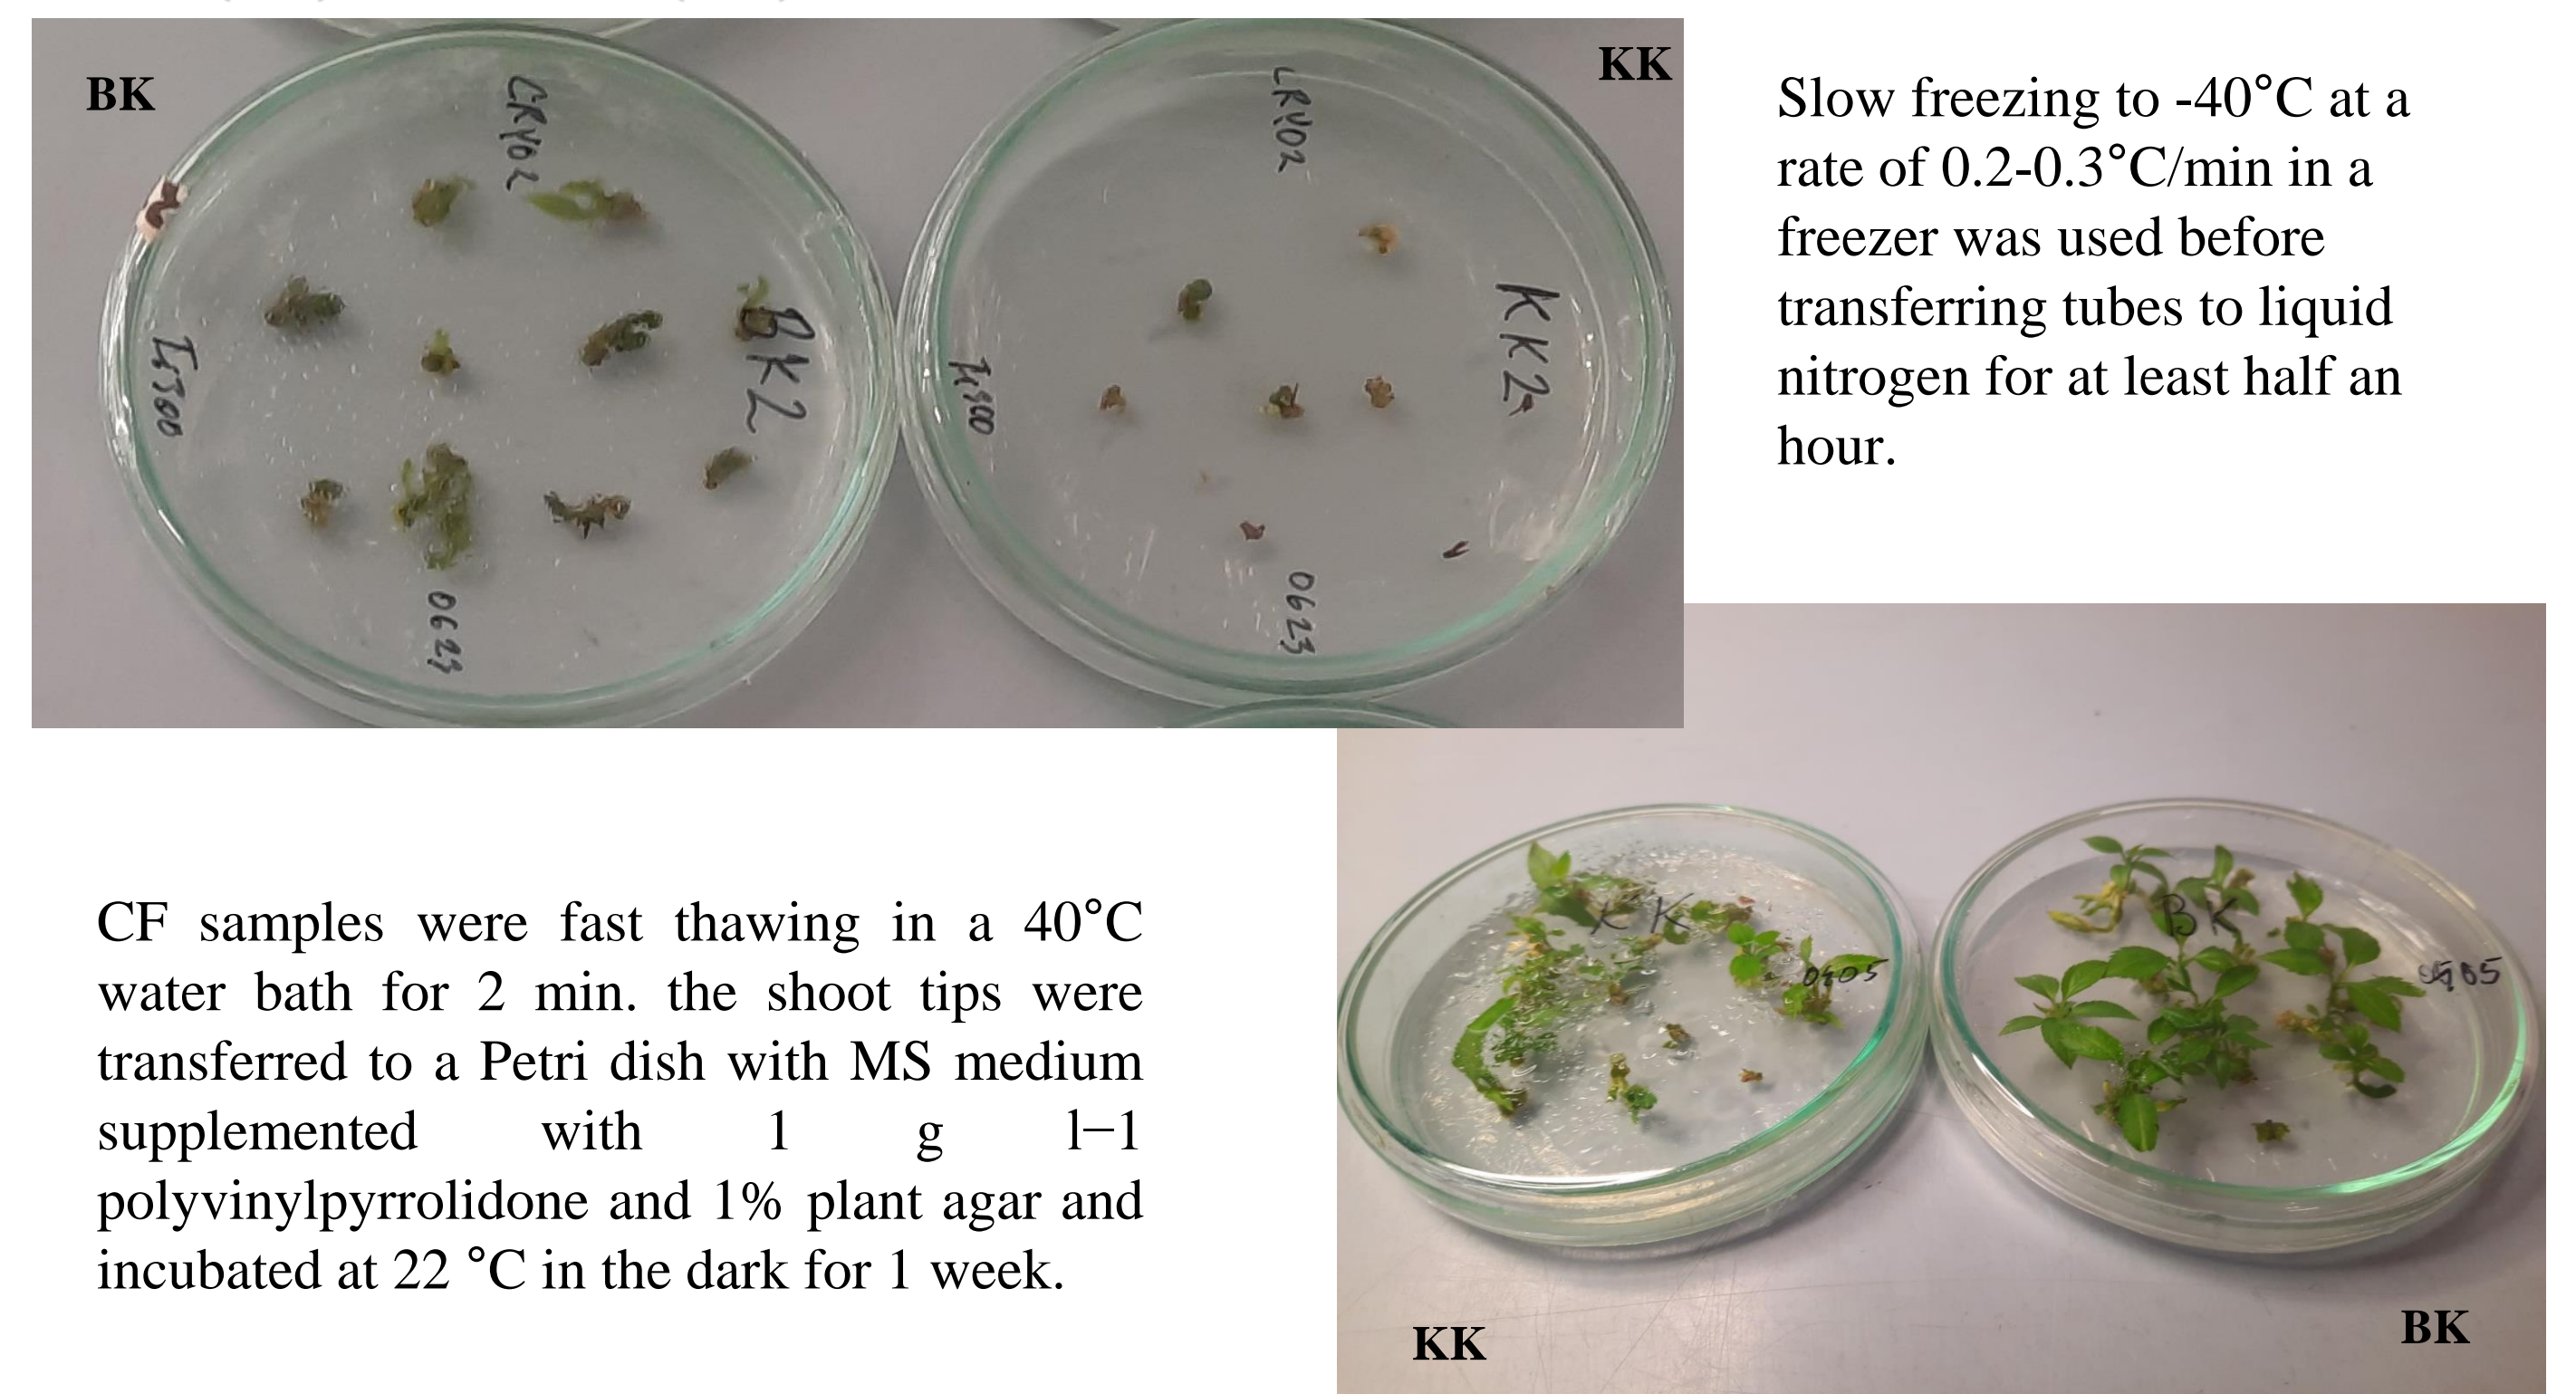 BK
KK
CRYO2
BK2
0623
CRYO2
KK2
0623
Slow freezing to -40°C at a
rate of 0.2-0.3°C/min in a
freezer was used before
transferring tubes to liquid
nitrogen for at least half an
hour.
CF samples were fast thawing in a 40°C
water bath for 2 min. the shoot tips were
transferred to a Petri dish with MS medium
supplemented with 1 g l−1
polyvinylpyrrolidone and 1% plant agar and
incubated at 22 °C in the dark for 1 week.
KK
BK
KK
BK